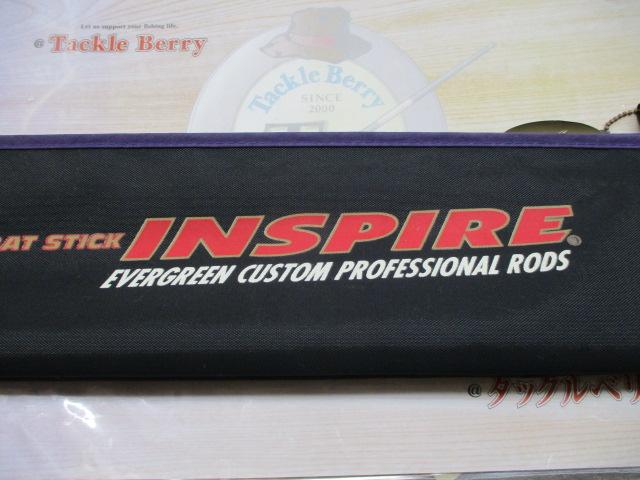 Let us support your fishing life.
@ Tackle Berry
Tackle Berry
SINCE
2000
STICK INSPIRE
EVERGREEN CUSTOM PROFESSIONAL RODS
@タックルベリ